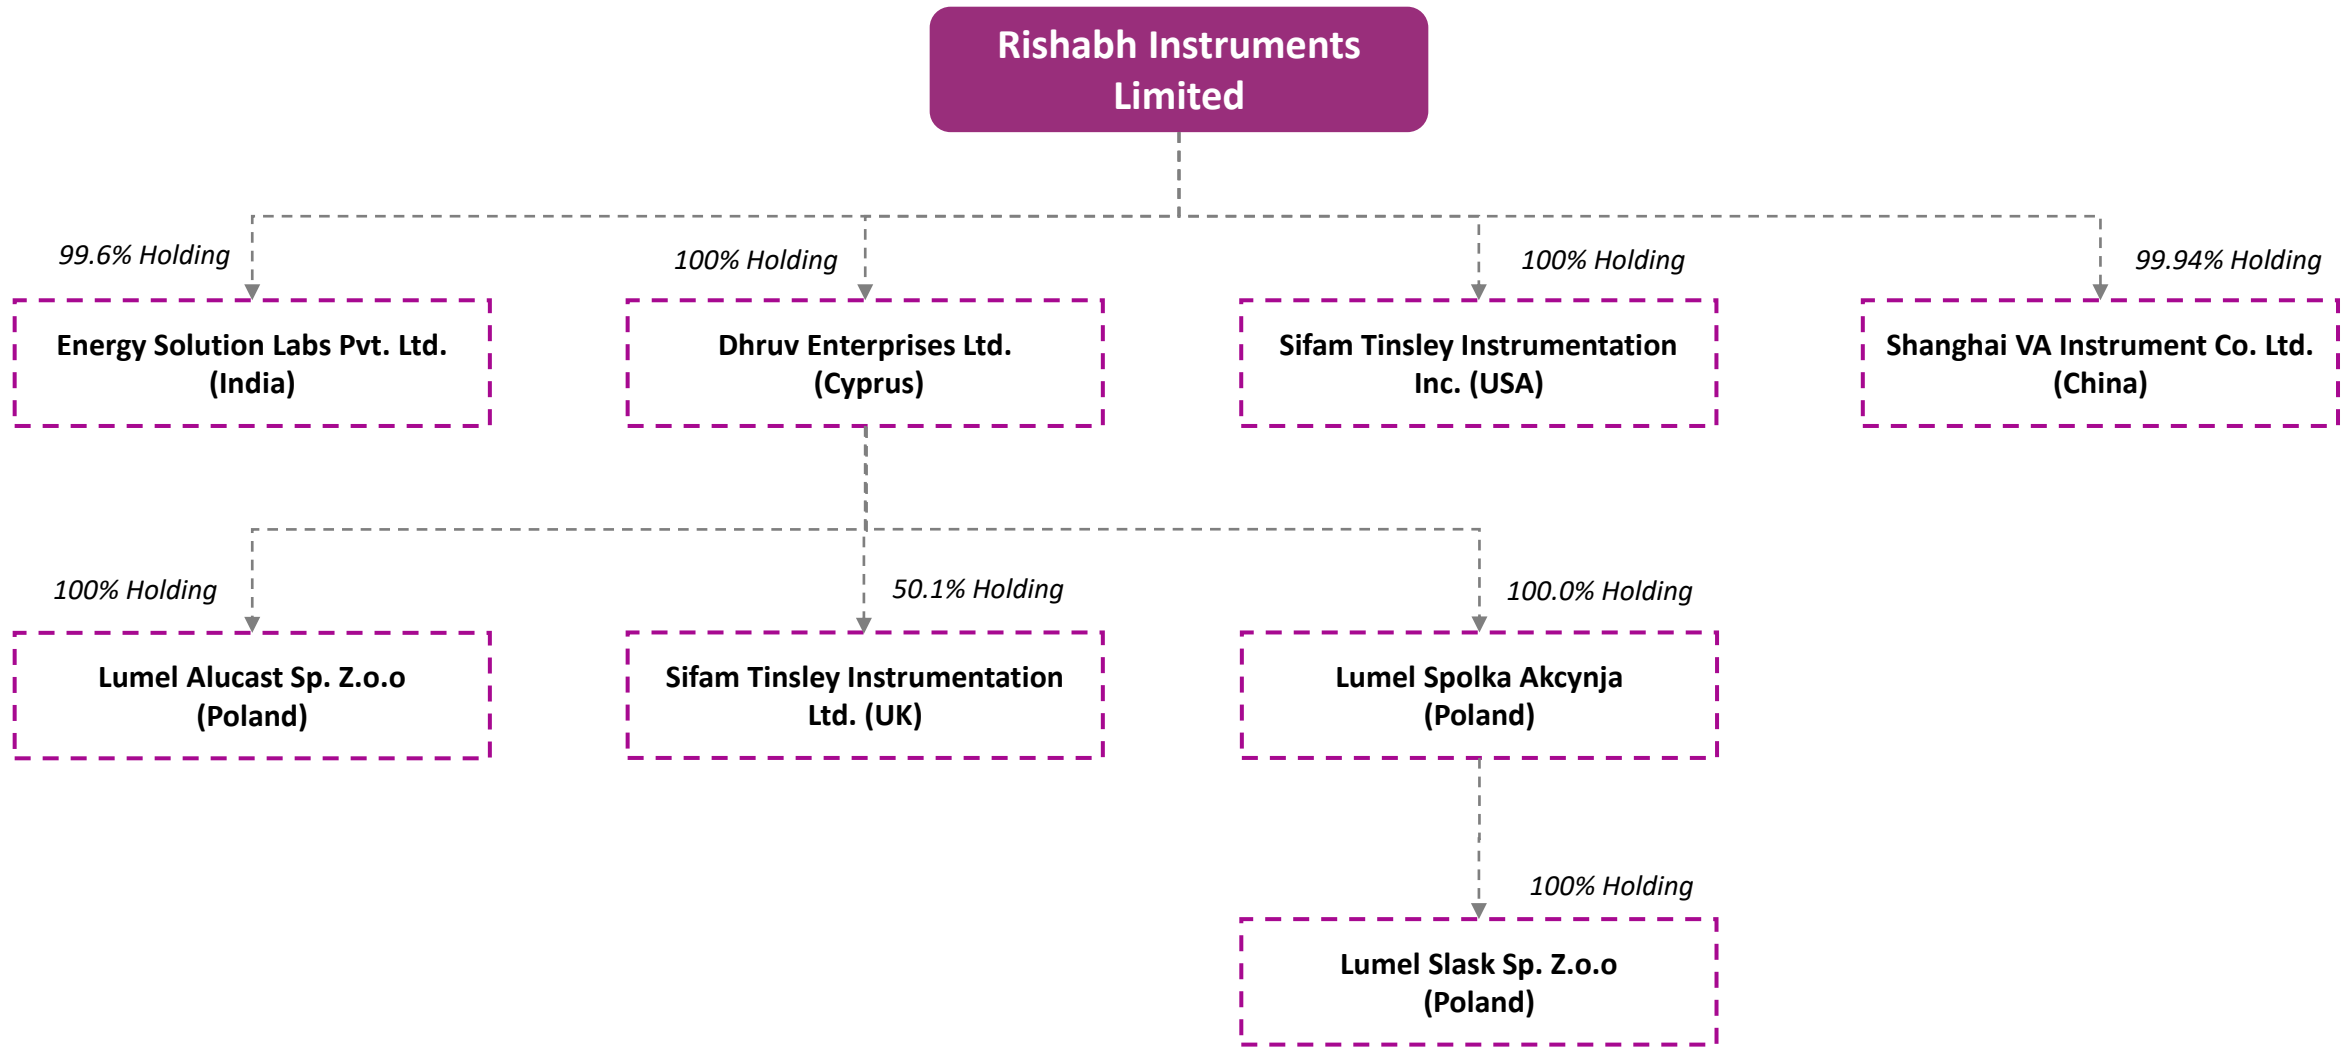 Rishabh Instruments
Limited
99.6% Holding
100% Holding
100% Holding
99.94% Holding
Energy Solution Labs Pvt. Ltd.
(India)
Dhruv Enterprises Ltd.
(Cyprus)
Sifam Tinsley Instrumentation
Inc. (USA)
Shanghai VA Instrument Co. Ltd.
(China)
100% Holding
50.1% Holding
100.0% Holding
Lumel Alucast Sp. Z.o.o
(Poland)
Sifam Tinsley Instrumentation
Ltd. (UK)
Lumel Spolka Akcynja
(Poland)
100% Holding
Lumel Slask Sp. Z.o.o
(Poland)